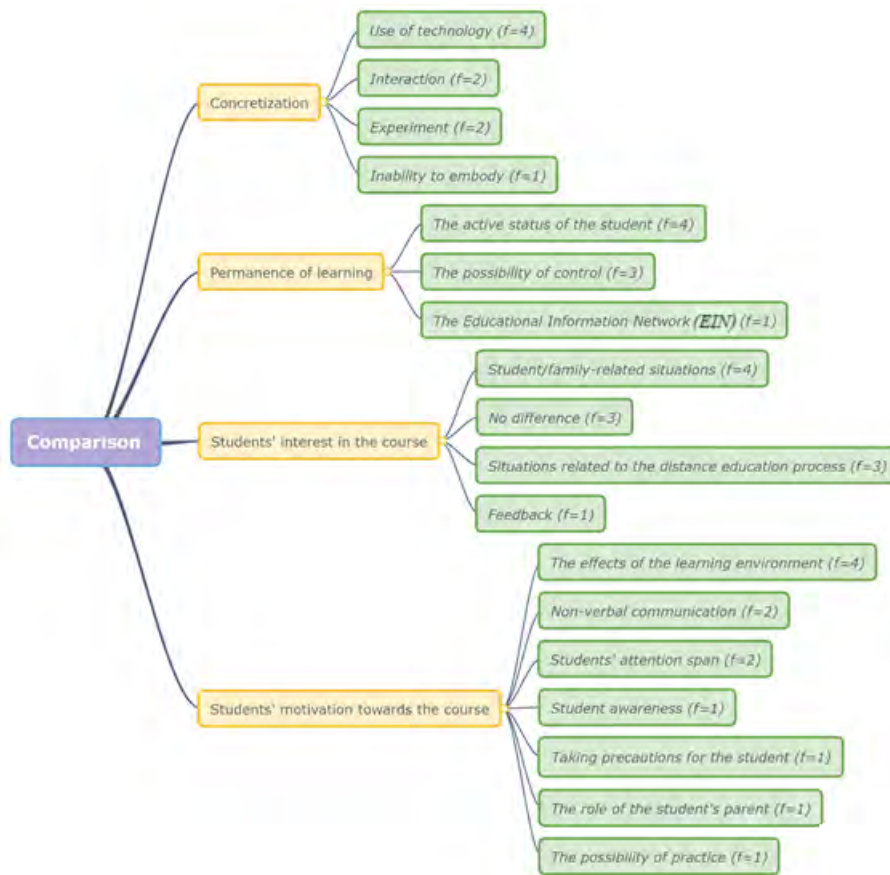 Comparison
Concretization
Use of technology (f=4)
Interaction (f=2)
Experiment (f=2)
Inability to embody (f=1)
Permanence of learning
The active status of the student (f=4)
The possibility of control (f=3)
The Educational Information Network (EIN) (f=1)
Students' interest in the course
Student/family-related situations (f=4)
No difference (f=3)
Situations related to the distance education process (f=3)
Feedback (f=1)
Students' motivation towards the course
The effects of the learning environment (f=4)
Non-verbal communication (f=2)
Students' attention span (f=2)
Student awareness (f=1)
Taking precautions for the student (f=1)
The role of the student's parent (f=1)
The possibility of practice (f=1)